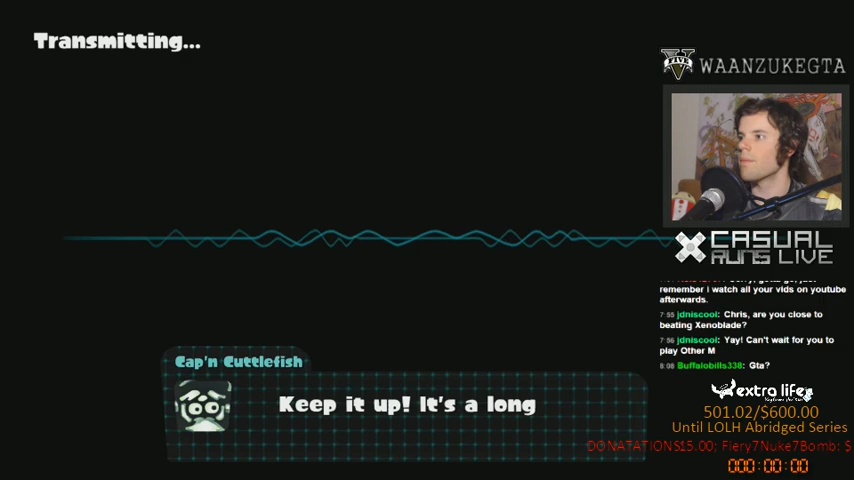 Transmitting...
FIVE
WAANZUKEGTA
CASUAL
RUNS LIVE
remember i watch all your vids on youtube
afterwards.
7:55 jdniscool: Chris, are you close to
beating Xenoblade?
7:56 jdniscool: Yay! Can't wait for you to
play Other M
8:08 Buffalobills338: Gta?
Cap'n Cuttlefish
Keep it up! It's a long
extra life
501.02/$600.00
Until LOLH Abridged Series
DONATATIONS15.00; Fiery7Nuke7Bomb: $
000:00:00